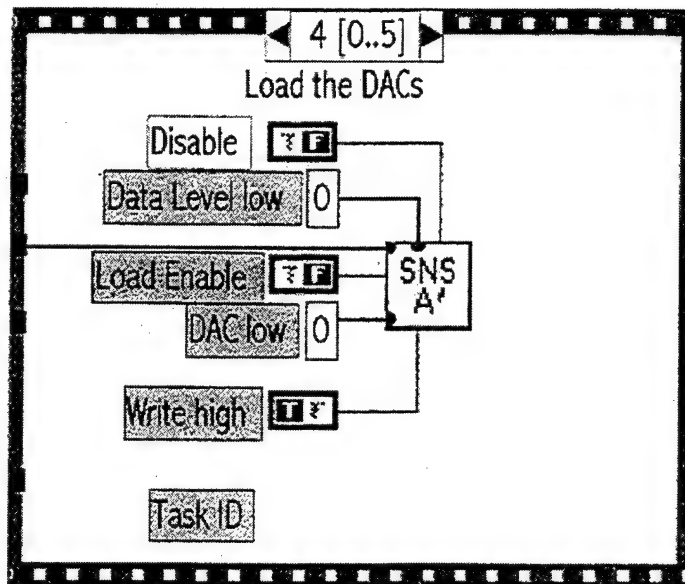 4 [0..5]
Load the DACs
Disable F
Data Level low 0
Load Enable F
SNS
A'
DAC low 0
Write high T
Task ID